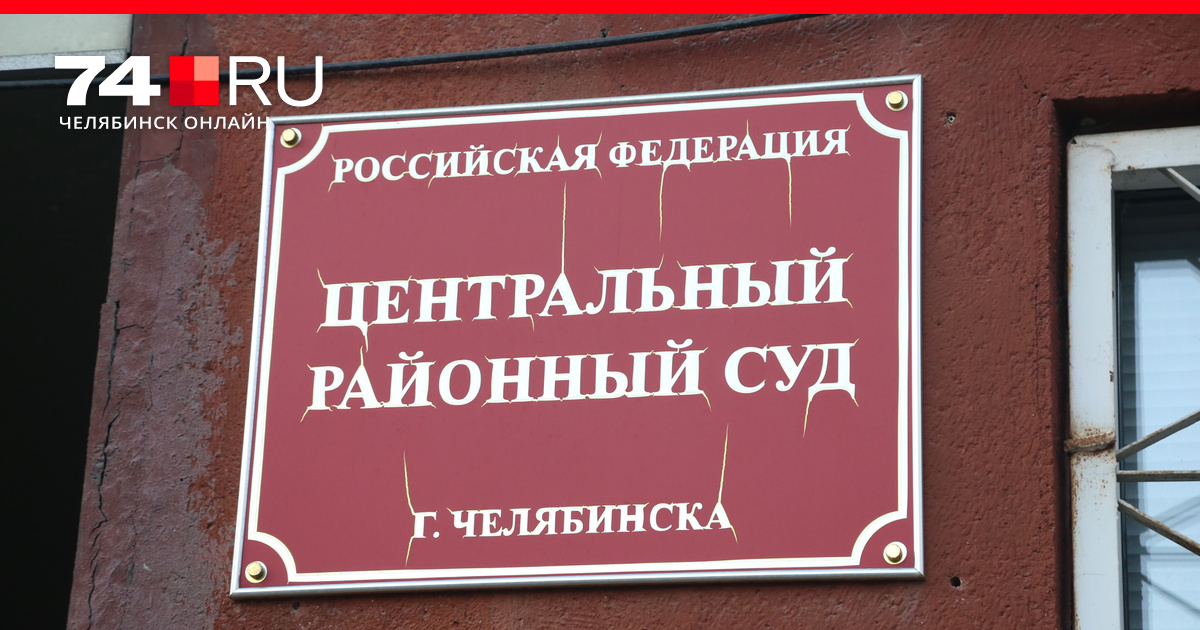 74 RU
ЧЕЛЯБИНСК ОНЛАЙН
РОССИЙСКАЯ ФЕДЕРАЦИЯ
ЦЕНТРАЛЬНЫЙ
РАЙОННЫЙ СУД
Г. ЧЕЛЯБИНСКА